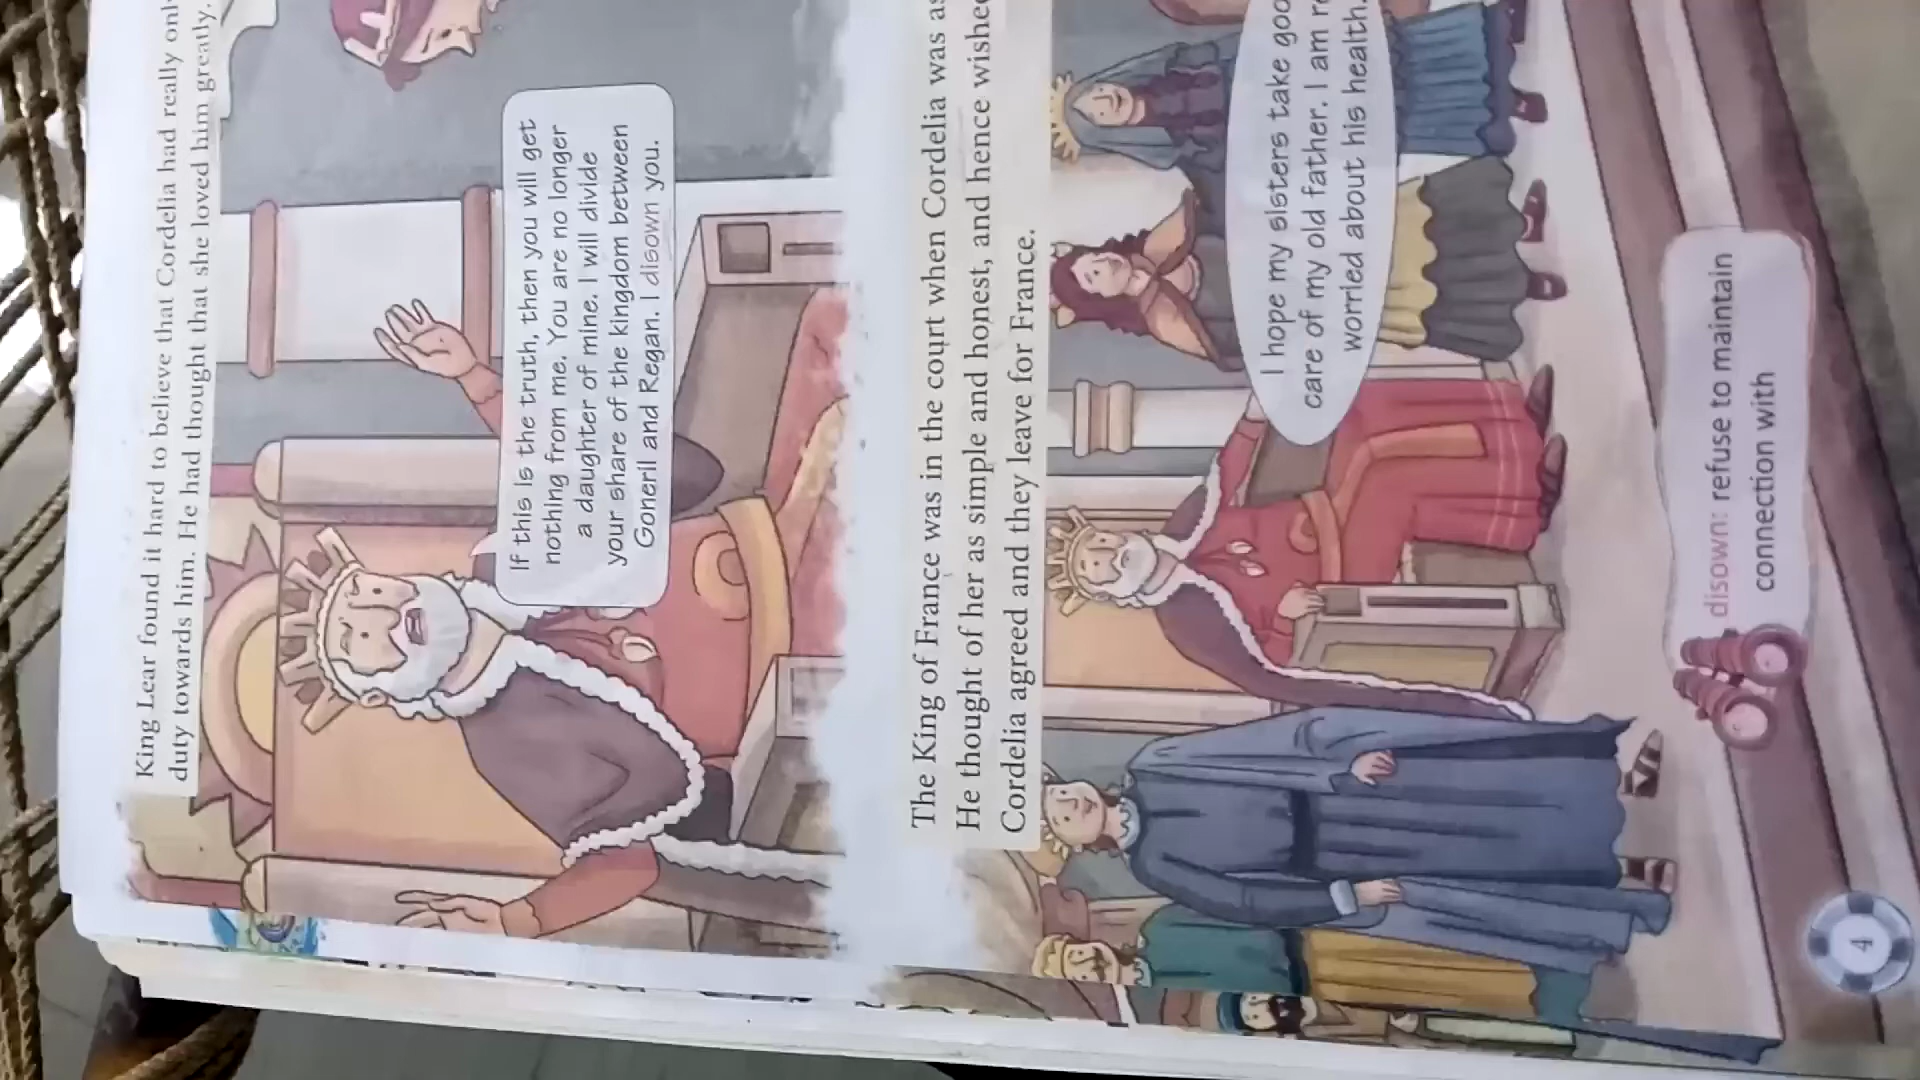 King Lear found it hard to believe that Cordelia had really
duty towards him. He had thought that she loved him greatly.
If this is the truth, then you will get
nothing from me. You are no longer
a daughter of mine. I will divide
your share of the kingdom between
Goneril and Regan. I disown you.
The King of France was in the court when Cordelia was
He thought of her as simple and honest, and hence
Cordelia agreed and they leave for France.
I hope my sisters take
care of my old father. I am
worried about his health.
disown: refuse to maintain
connection with
4